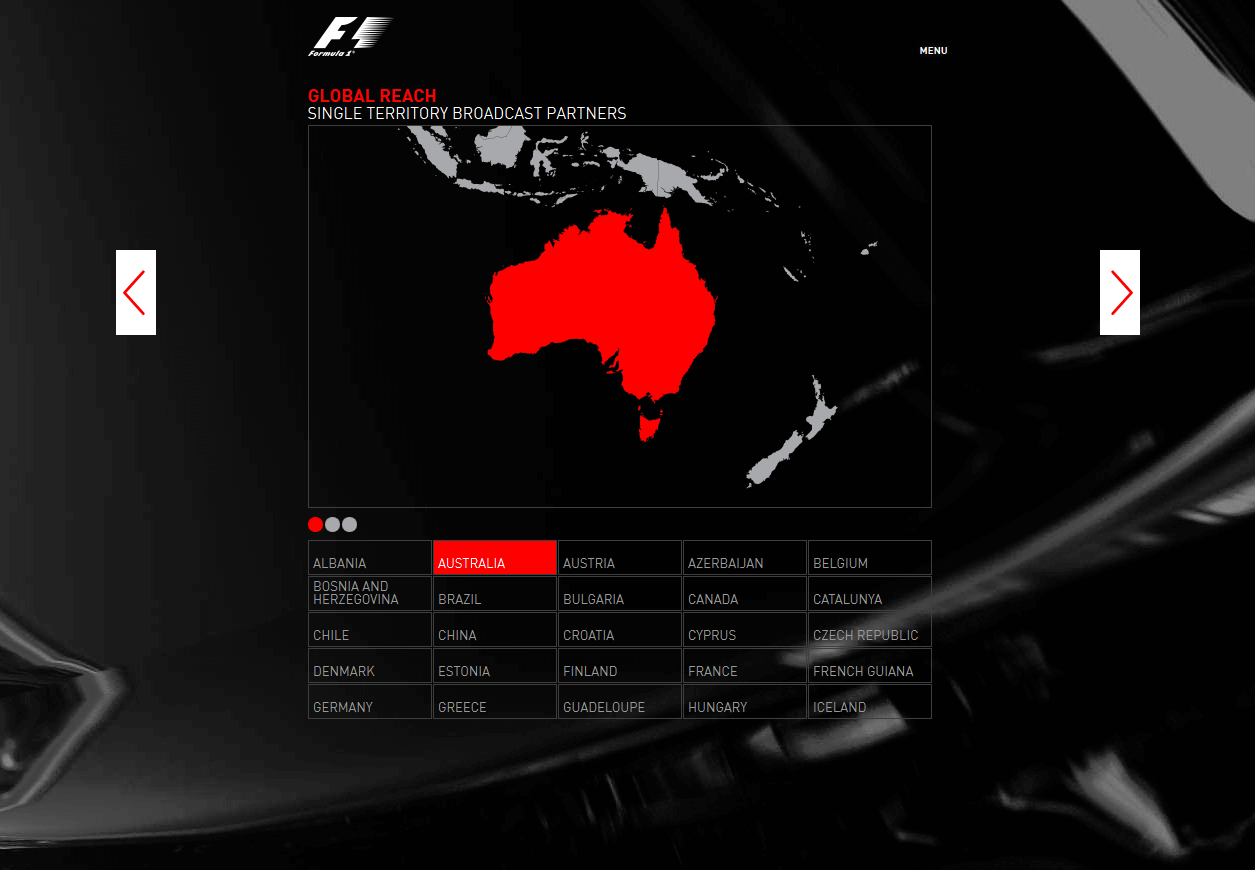 F1
Formula 1®
MENU
GLOBAL REACH
SINGLE TERRITORY BROADCAST PARTNERS
ALBANIA
AUSTRALIA
AUSTRIA
AZERBAIJAN
BELGIUM
BOSNIA AND
HERZEGOVINA
BRAZIL
BULGARIA
CANADA
CATALUNYA
CHILE
CHINA
CROATIA
CYPRUS
CZECH REPUBLIC
DENMARK
ESTONIA
FINLAND
FRANCE
FRENCH GUIANA
GERMANY
GREECE
GUADELOUPE
HUNGARY
ICELAND